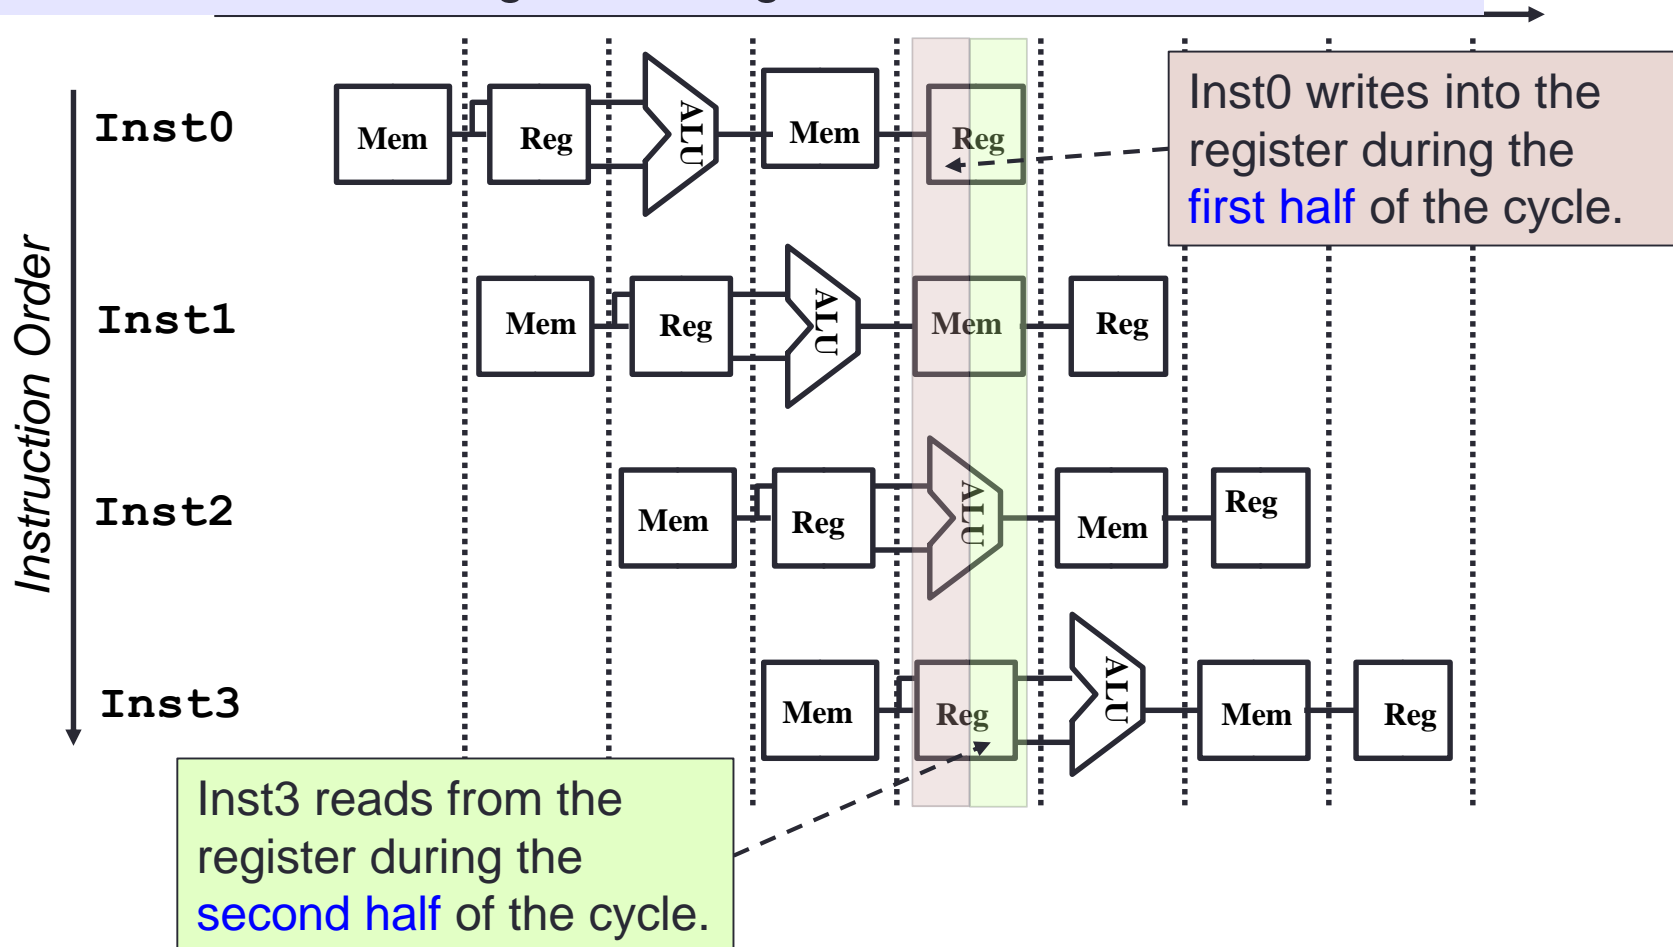 Inst0 writes into the
register during the
first half of the cycle.
Instruction Order
Inst0
Mem Reg ALU Mem Reg
Inst1
Mem Reg ALU Mem Reg
Inst2
Mem Reg ALU Mem Reg
Inst3
Mem Reg ALU Mem Reg
Inst3 reads from the
register during the
second half of the cycle.